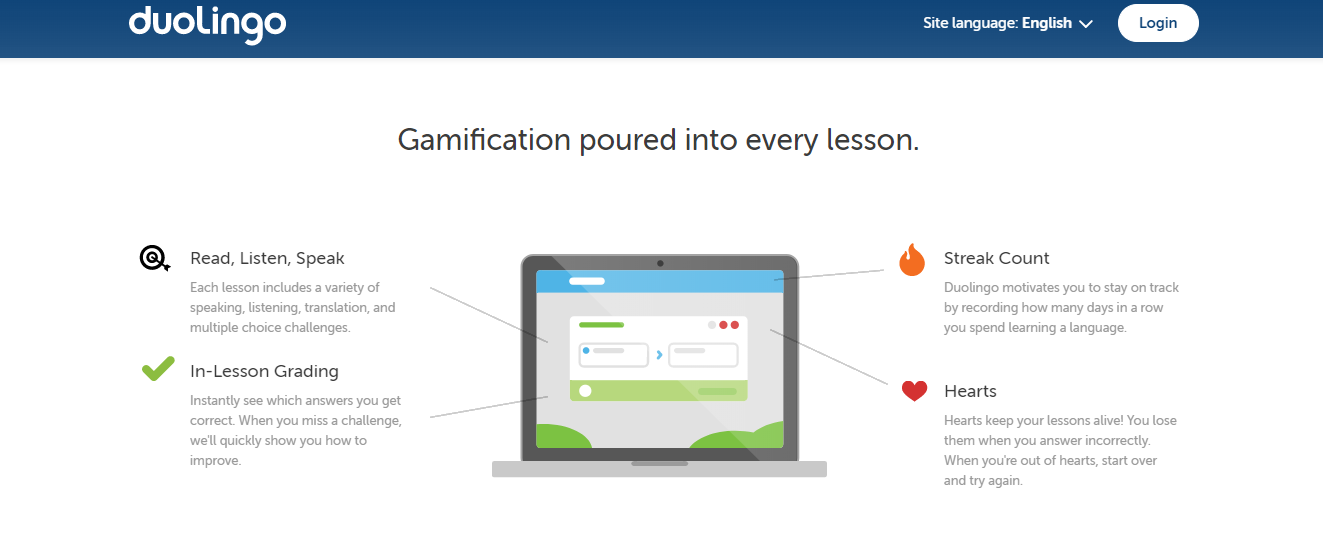 duolingo
Site language: English
Login
Gamification poured into every lesson.
Read, Listen, Speak
Each lesson includes a variety of
speaking, listening, translation, and
multiple choice challenges.
In-Lesson Grading
Instantly see which answers you get
correct. When you miss a challenge,
we'll quickly show you how to
improve.
Streak Count
Duolingo motivates you to stay on track
by recording how many days in a row
you spend learning a language.
Hearts
Hearts keep your lessons alive! You lose
them when you answer incorrectly.
When you're out of hearts, start over
and try again.